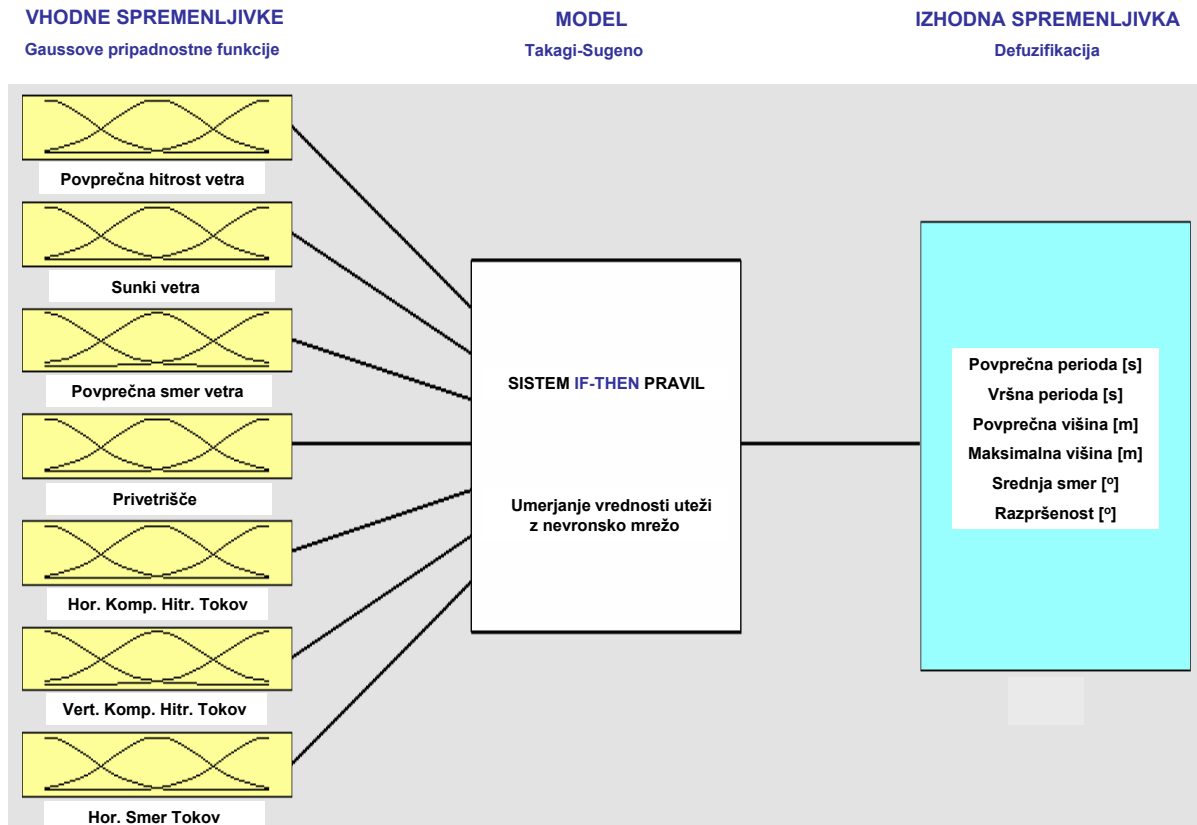 VHODNE SPREMENLJIVKE
Gaussove pripadnostne funkcije
MODEL
Takagi-Sugeno
IZHODNA SPREMENLJIVKA
Defuzifikacija
Povprečna hitrost vetra
Sunki vetra
Povprečna smer vetra
Privetrišče
Hor. Komp. Hitr. Tokov
Vert. Komp. Hitr. Tokov
Hor. Smer Tokov
SISTEM IF-THEN PRAVIL
Umerjanje vrednosti uteži
z nevronsko mrežo
Povprečna perioda [s]
Vršna perioda [s]
Povprečna višina [m]
Maksimalna višina [m]
Srednja smer [º]
Razpršenost [º]